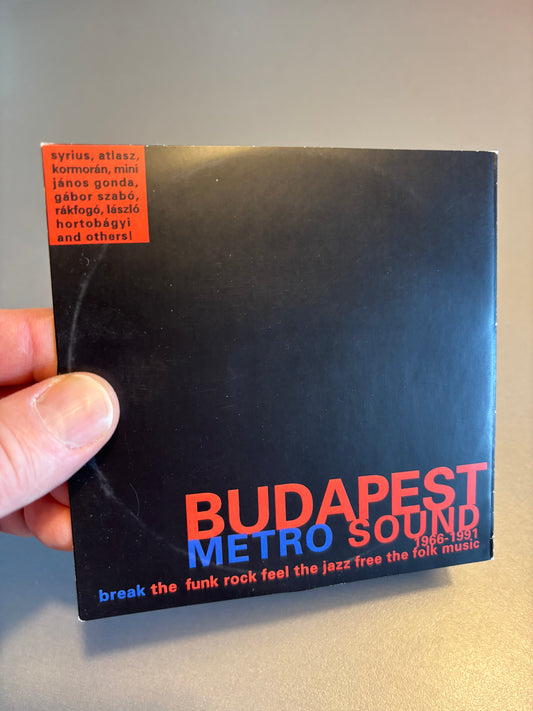 syrius, atlasz,
kormorán, mini
jános gonda,
gábor szabó,
rákfogó, lászló
hortobágyi
and others!
BUDAPEST
METRO SOUND
1966-1991
break the funk rock feel the jazz free the folk music